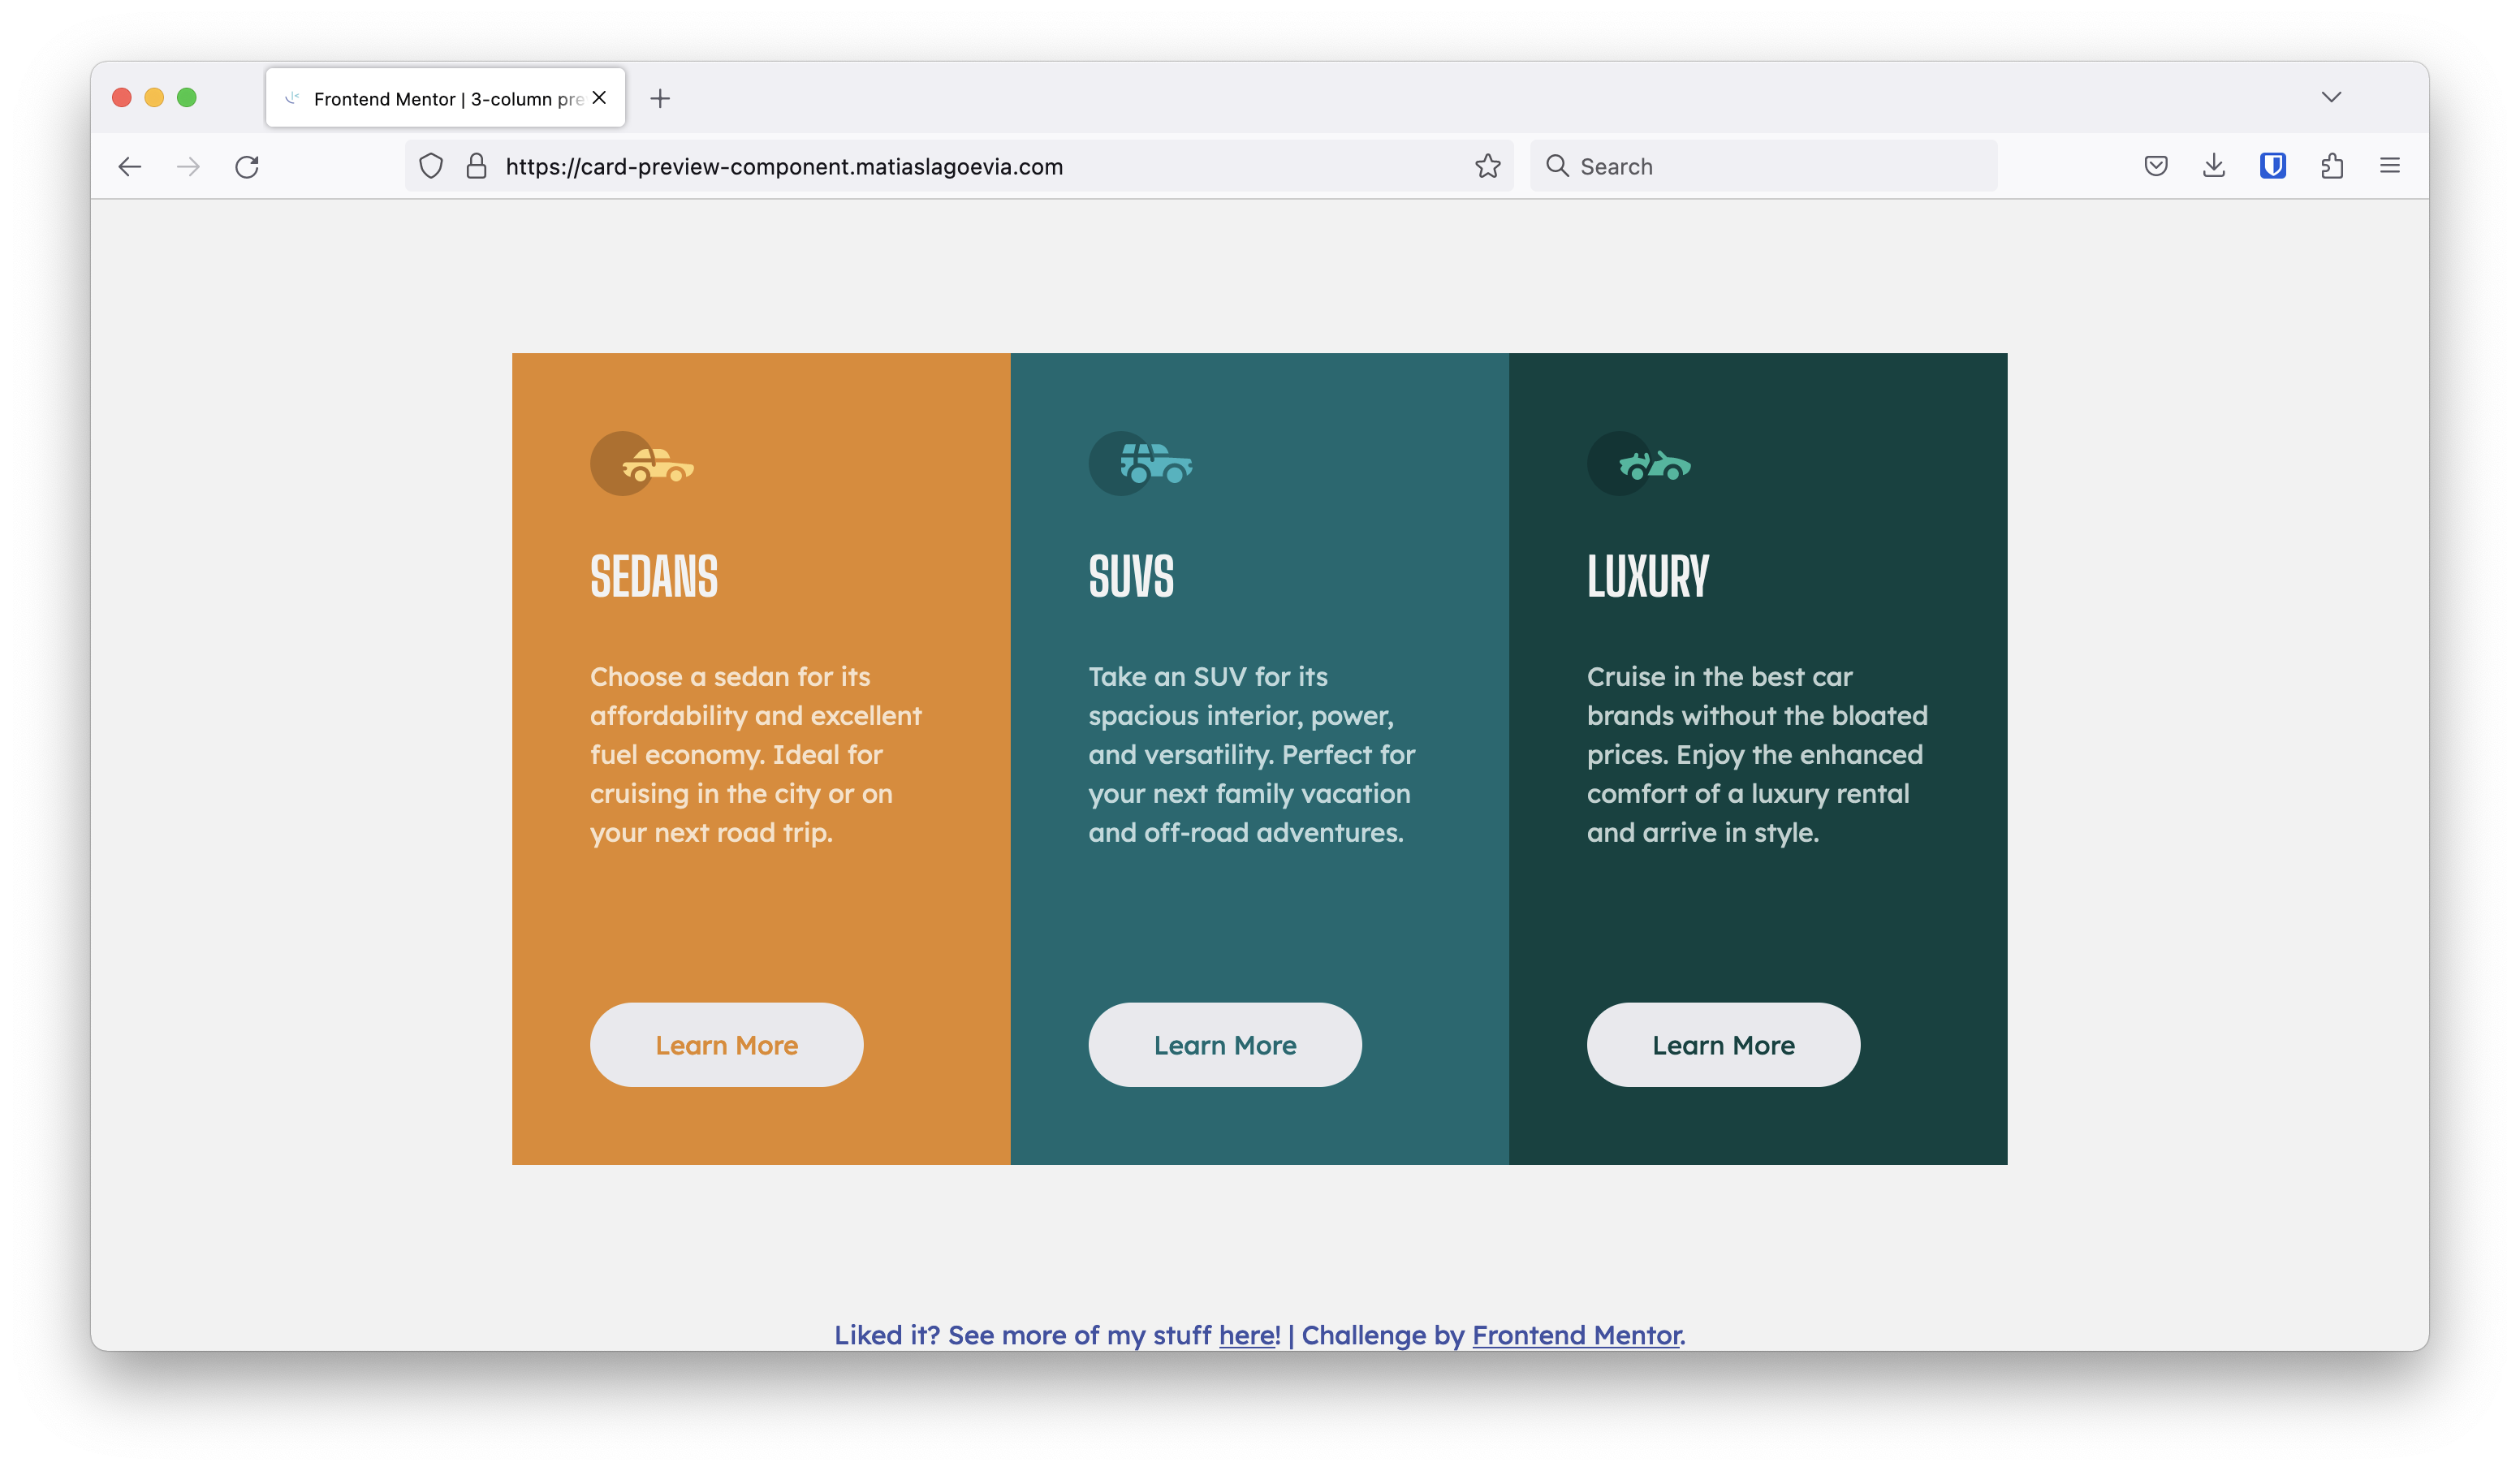 Frontend Mentor | 3-column pre
https://card-preview-component.matiaslagoevia.com
Search
SEDANS
Choose a sedan for its
affordability and excellent
fuel economy. Ideal for
cruising in the city or on
your next road trip.
Learn More
SUVS
Take an SUV for its
spacious interior, power,
and versatility. Perfect for
your next family vacation
and off-road adventures.
Learn More
LUXURY
Cruise in the best car
brands without the bloated
prices. Enjoy the enhanced
comfort of a luxury rental
and arrive in style.
Learn More
Liked it? See more of my stuff here! | Challenge by Frontend Mentor.